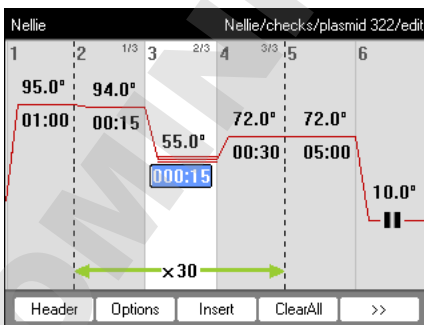 Nellie Nellie/checks/plasmid 322/edit
1 2 1/3 3 2/3 4 3/3 5 6
95.0° 94.0° 55.0° 72.0° 72.0° 10.0°
01:00 00:15 000:15 00:30 05:00
×30
Header Options Insert ClearAll >>